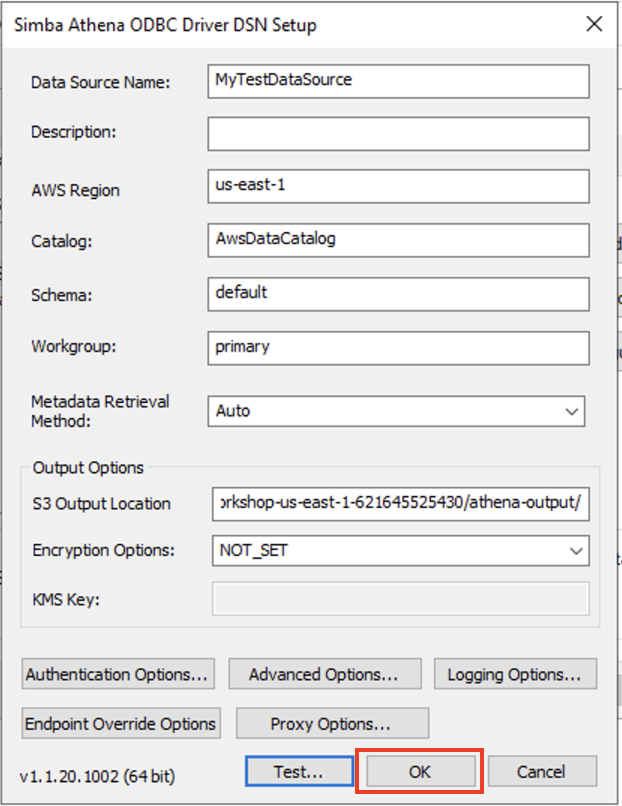 Simba Athena ODBC Driver DSN Setup
Data Source Name: MyTestDataSource
Description:
AWS Region us-east-1
Catalog: AwsDataCatalog
Schema: default
Workgroup: primary
Metadata Retrieval
Method: Auto
Output Options
S3 Output Location orkshop-us-east-1-621645525430/athena-output/
Encryption Options: NOT_SET
KMS Key:
Authentication Options... Advanced Options... Logging Options...
Endpoint Override Options Proxy Options...
v1.1.20.1002 (64 bit) Test... OK Cancel